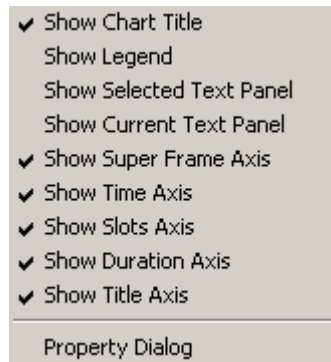 Show Chart Title
Show Legend
Show Selected Text Panel
Show Current Text Panel
Show Super Frame Axis
Show Time Axis
Show Slots Axis
Show Duration Axis
Show Title Axis
Property Dialog